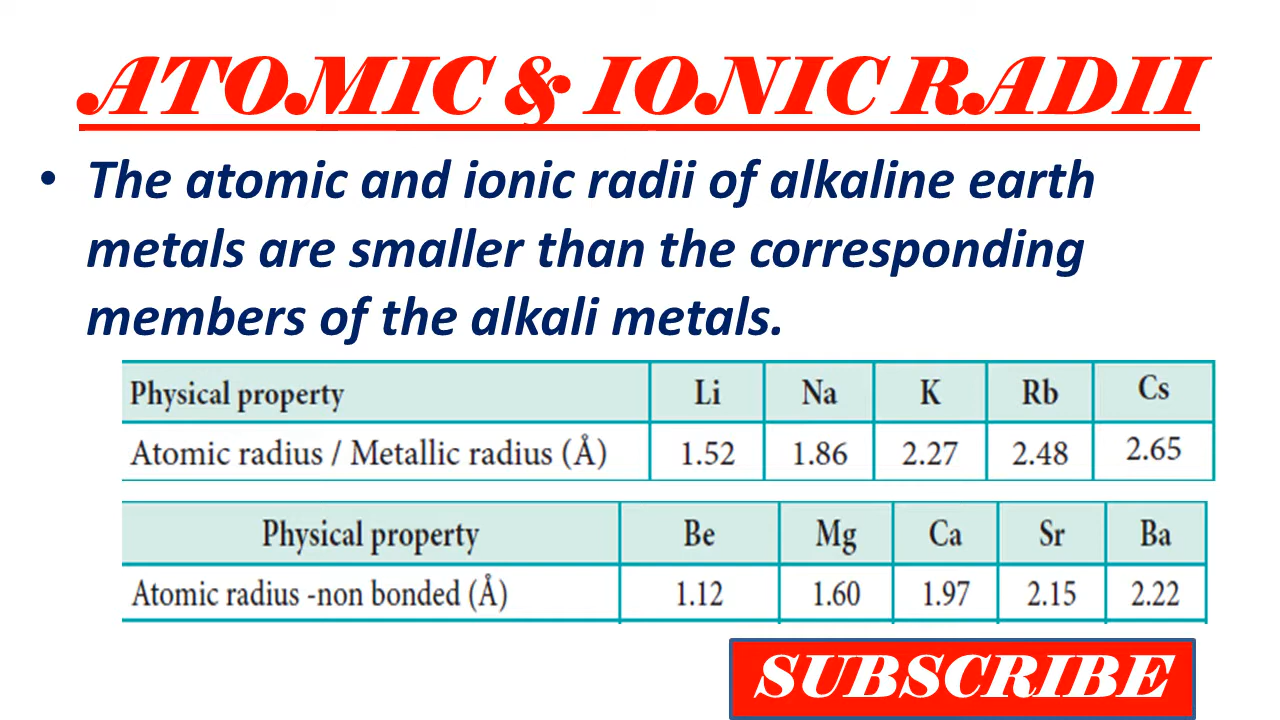 ATOMIC & IONIC RADII
• The atomic and ionic radii of alkaline earth
metals are smaller than the corresponding
members of the alkali metals.
Physical property Li Na K Rb Cs
Atomic radius / Metallic radius (Å) 1.52 1.86 2.27 2.48 2.65
Physical property Be Mg Ca Sr Ba
Atomic radius -non bonded (Å) 1.12 1.60 1.97 2.15 2.22
SUBSCRIBE